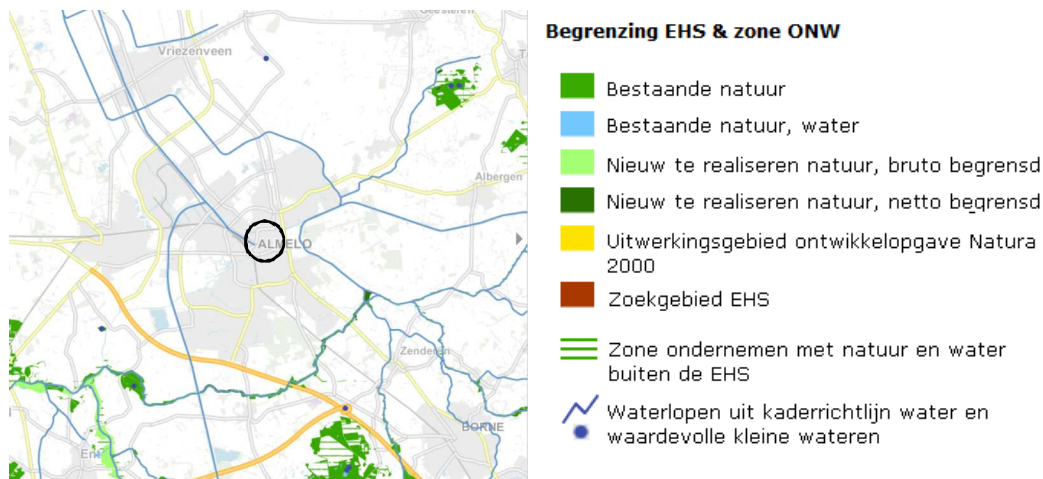 Vriezenveen
Albergen
ALMELO
Zenderen
BORNE
Begrenzing EHS & zone ONW
Bestaande natuur
Bestaande natuur, water
Nieuw te realiseren natuur, bruto begrensd
Nieuw te realiseren natuur, netto begrensd
Uitwerkingsgebied ontwikkelopgave Natura
2000
Zoekgebied EHS
Zone ondernemen met natuur en water
buiten de EHS
Waterlopen uit kaderrichtlijn water en
waardevolle kleine wateren